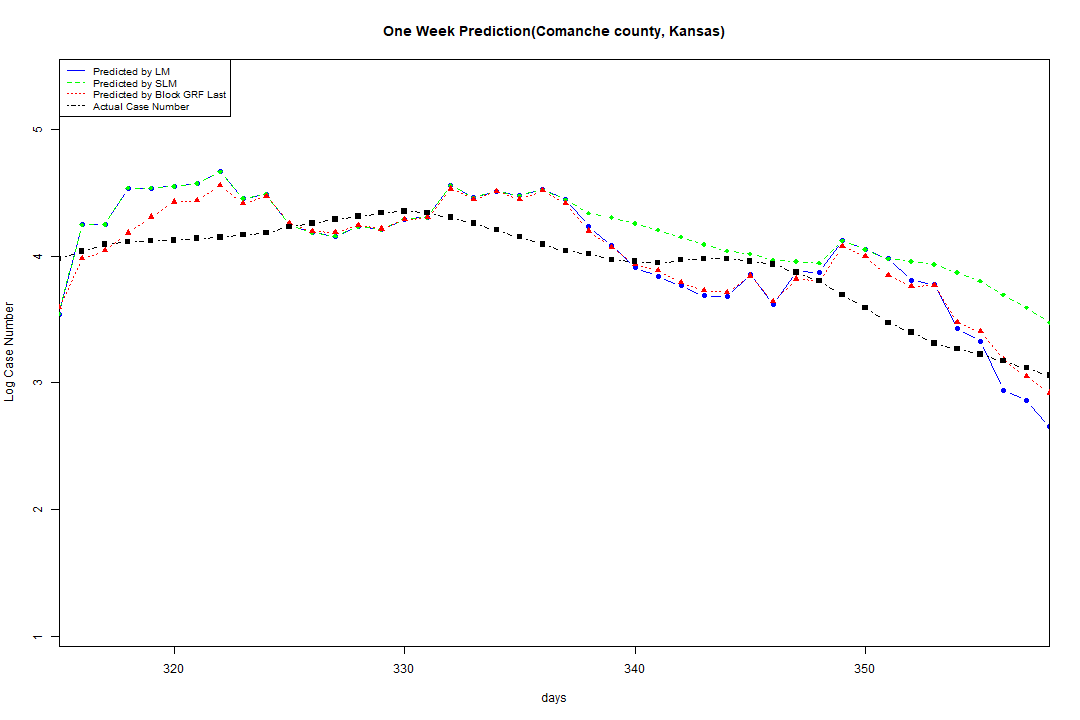 One Week Prediction(Comanche county, Kansas)
Predicted by LM
Predicted by SLM
Predicted by Block GRF Last
Actual Case Number
5
4
3
2
1
Log Case Number
320 330 340 350
days